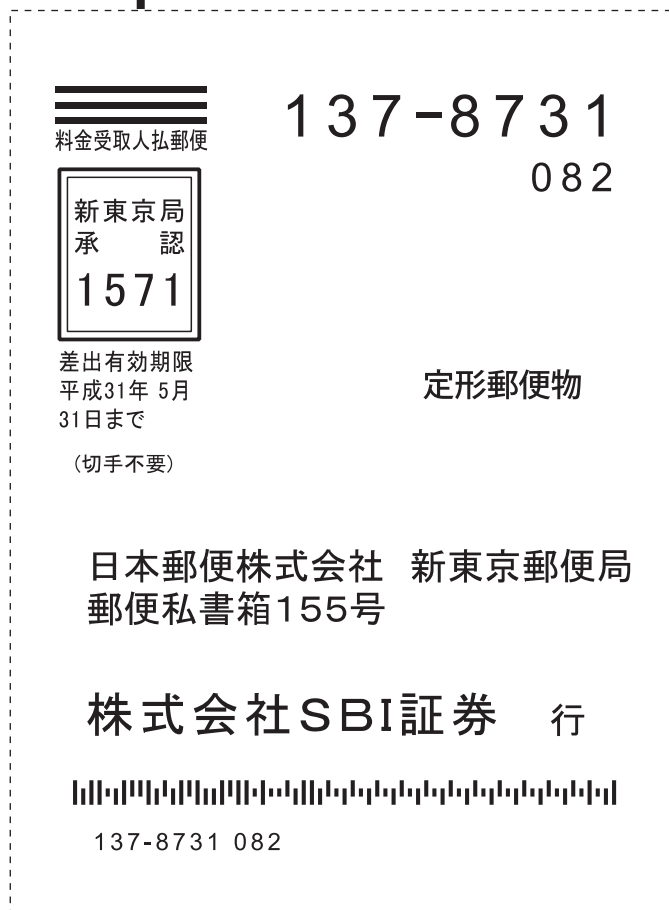 137-8731
082
料金受取人払郵便
新東京局
承　認
1571
差出有効期限
平成31年 5月
31日まで
（切手不要）
定形郵便物
日本郵便株式会社　新東京郵便局
郵便私書箱155号
株式会社SBI証券　行
137-8731 082